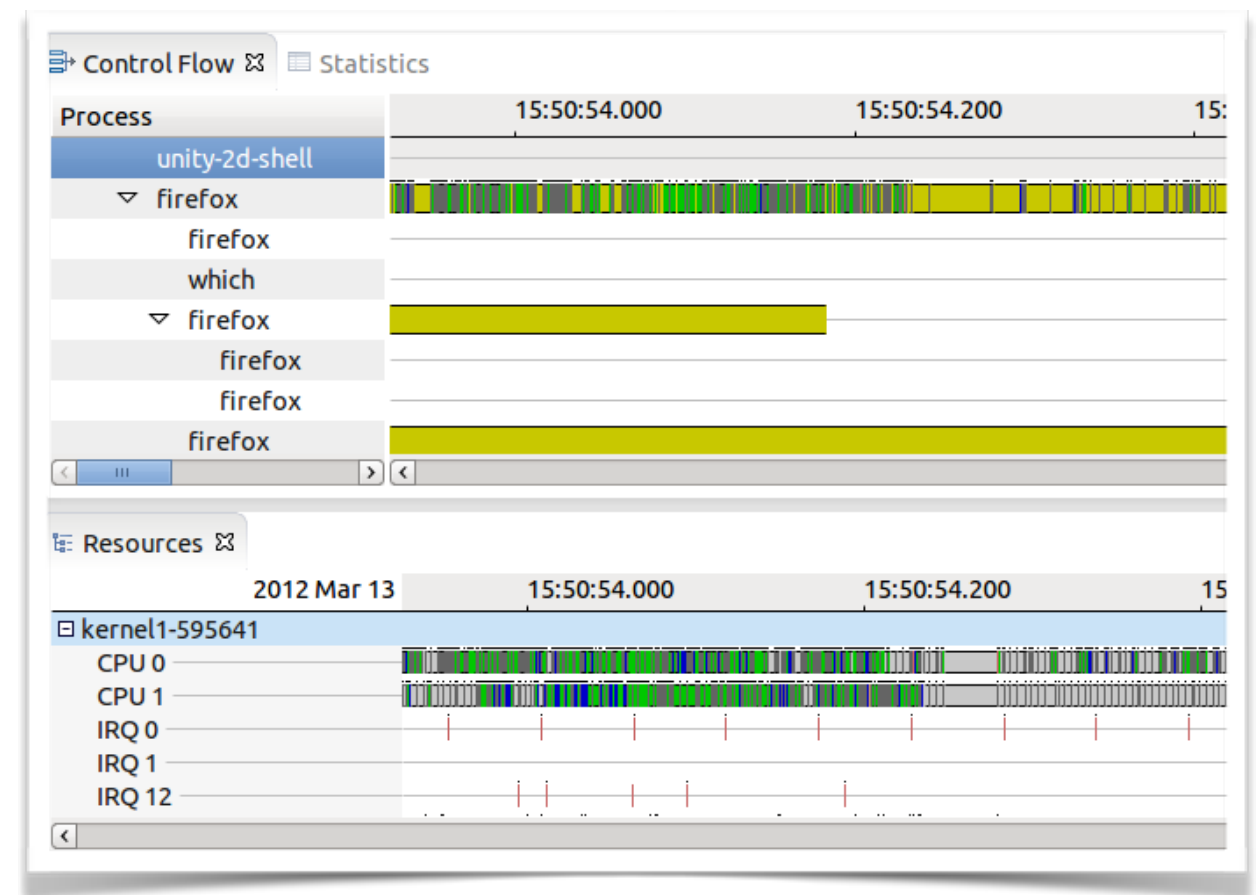 Control Flow Statistics
Process 15:50:54.000 15:50:54.200 15:
unity-2d-shell
firefox
firefox
which
firefox
firefox
firefox
firefox
Resources
2012 Mar 13 15:50:54.000 15:50:54.200 15
kernel1-595641
CPU 0
CPU 1
IRQ 0
IRQ 1
IRQ 12